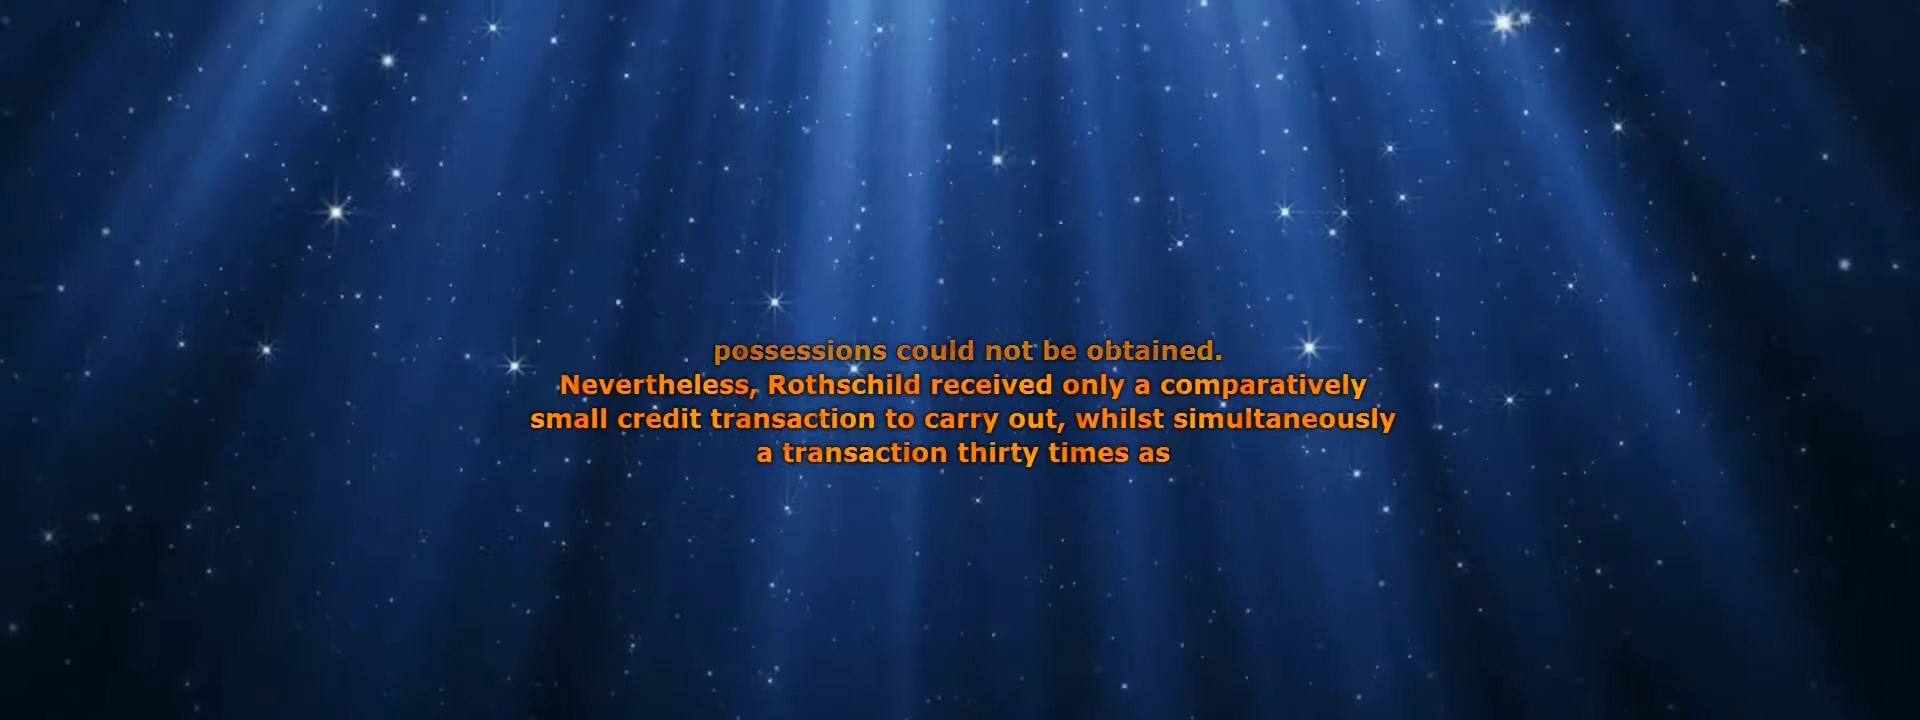 possessions could not be obtained.
Nevertheless, Rothschild received only a comparatively
small credit transaction to carry out, whilst simultaneously
a transaction thirty times as